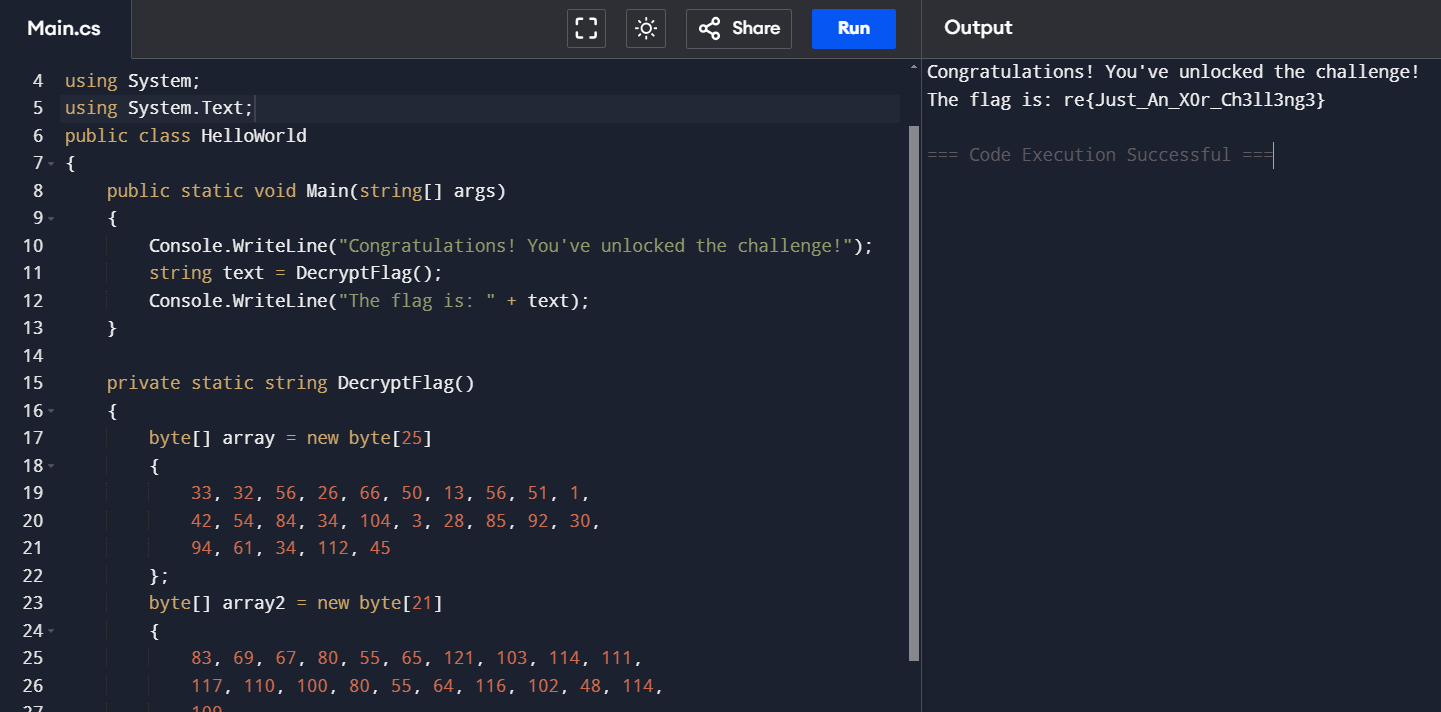 Main.cs
Share
Run
Output
4 using System;
5 using System.Text;
6 public class HelloWorld
7 {
8 public static void Main(string[] args)
9 {
10 Console.WriteLine("Congratulations! You've unlocked the challenge!");
11 string text = DecryptFlag();
12 Console.WriteLine("The flag is: " + text);
13 }
14
15 private static string DecryptFlag()
16 {
17 byte[] array = new byte[25]
18 {
19 33, 32, 56, 26, 66, 50, 13, 56, 51, 1,
20 42, 54, 84, 34, 104, 3, 28, 85, 92, 30,
21 94, 61, 34, 112, 45
22 };
23 byte[] array2 = new byte[21]
24 {
25 83, 69, 67, 80, 55, 65, 121, 103, 114, 111,
26 117, 110, 100, 80, 55, 64, 116, 102, 48, 114,
27 109
Congratulations! You've unlocked the challenge!
The flag is: re{Just_An_X0r_Ch3ll3ng3}
=== Code Execution Successful ===